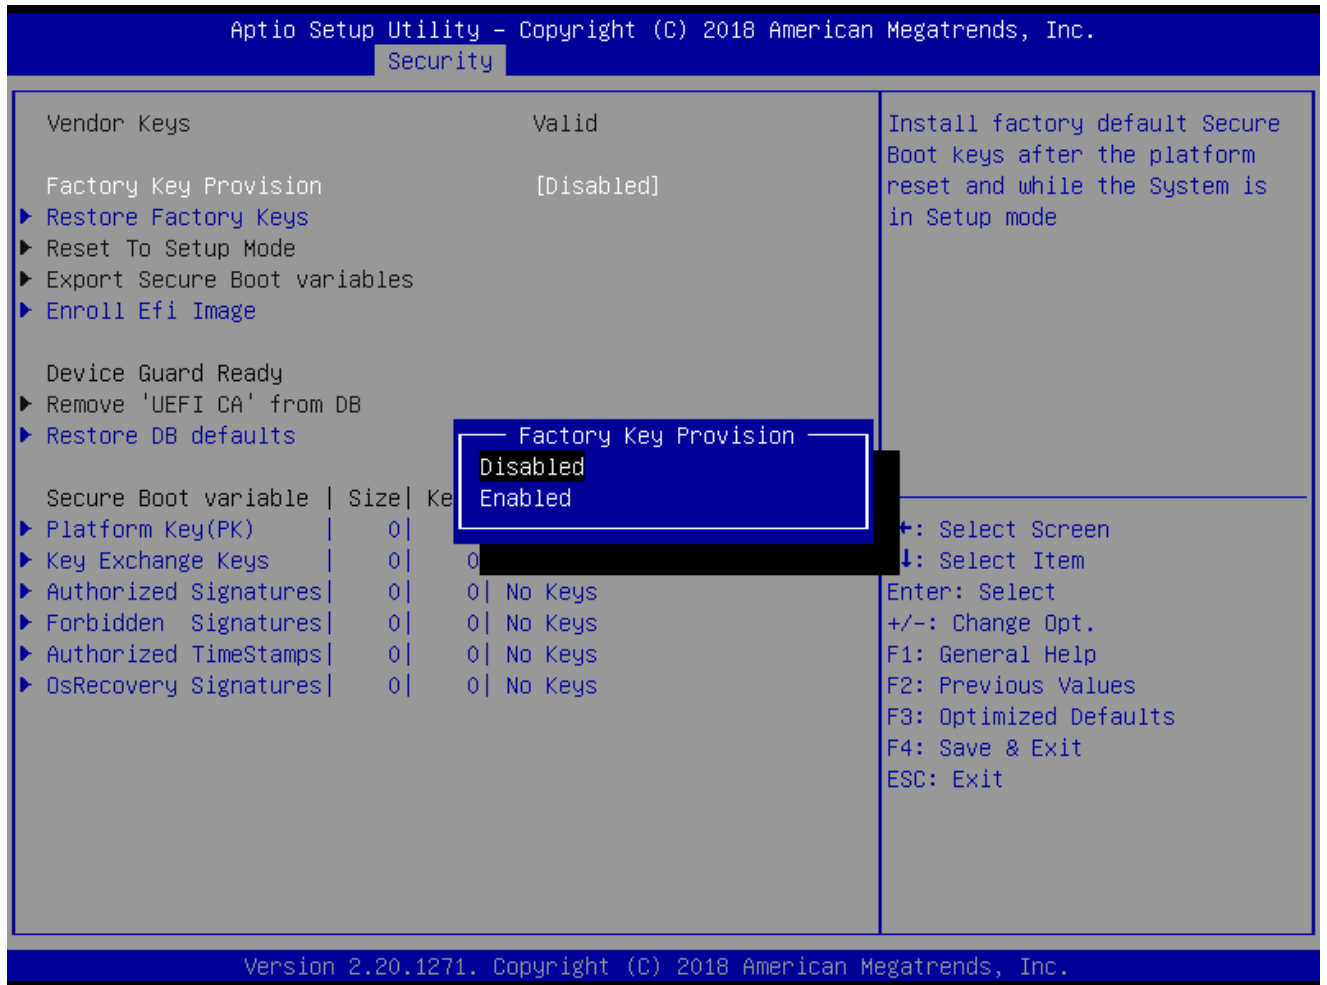 Aptio Setup Utility – Copyright (C) 2018 American Megatrends, Inc.
Security
Vendor Keys Valid
Factory Key Provision [Disabled]
Restore Factory Keys
Reset To Setup Mode
Export Secure Boot variables
Enroll Efi Image
Device Guard Ready
Remove 'UEFI CA' from DB
Restore DB defaults
Secure Boot variable | Size|
Platform Key(PK) | 0|
Key Exchange Keys | 0| 0
Authorized Signatures| 0| 0| No Keys
Forbidden Signatures| 0| 0| No Keys
Authorized TimeStamps| 0| 0| No Keys
OsRecovery Signatures| 0| 0| No Keys
Factory Key Provision
Disabled
Enabled
Install factory default Secure
Boot keys after the platform
reset and while the System is
in Setup mode
: Select Screen
: Select Item
Enter: Select
+/-: Change Opt.
F1: General Help
F2: Previous Values
F3: Optimized Defaults
F4: Save & Exit
ESC: Exit
Version 2.20.1271. Copyright (C) 2018 American Megatrends, Inc.